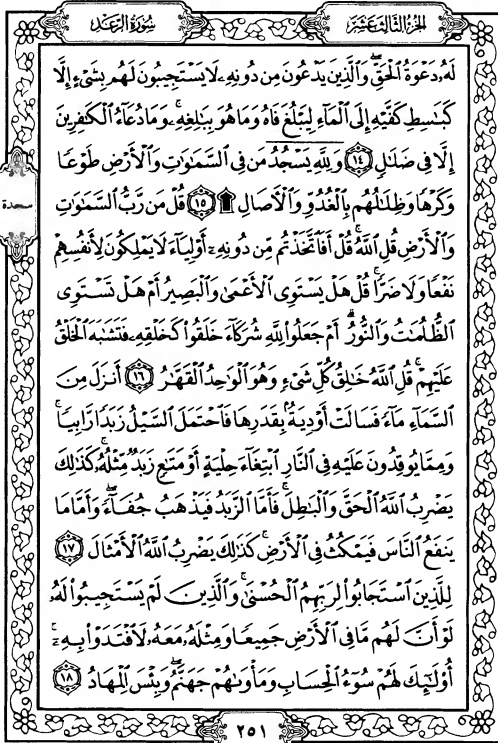 الجزء الثالث عشر
سورة الرعد
لَهُۥ دَعْوَةُ ٱلْحَقِّ ۖ وَٱلَّذِينَ يَدْعُونَ مِن دُونِهِۦ لَا يَسْتَجِيبُونَ لَهُم بِشَىْءٍ إِلَّا
كَبَٰسِطِ كَفَّيْهِ إِلَى ٱلْمَآءِ لِيَبْلُغَ فَاهُ وَمَا هُوَ بِبَٰلِغِهِۦ ۚ وَمَا دُعَآءُ ٱلْكَٰفِرِينَ
إِلَّا فِى ضَلَٰلٍ ١٤ وَلِلَّهِ يَسْجُدُ مَن فِى ٱلسَّمَٰوَٰتِ وَٱلْأَرْضِ طَوْعًا
وَكَرْهًا وَظِلَٰلُهُم بِٱلْغُدُوِّ وَٱلْءَاصَالِ ۩ ١٥ قُلْ مَن رَّبُّ ٱلسَّمَٰوَٰتِ
سجدة
وَٱلْأَرْضِ قُلِ ٱللَّهُ ۚ قُلْ أَفَٱتَّخَذْتُم مِّن دُونِهِۦٓ أَوْلِيَآءَ لَا يَمْلِكُونَ لِأَنفُسِهِمْ
نَفْعًا وَلَا ضَرًّا ۚ قُلْ هَلْ يَسْتَوِى ٱلْأَعْمَىٰ وَٱلْبَصِيرُ أَمْ هَلْ تَسْتَوِى
ٱلظُّلُمَٰتُ وَٱلنُّورُ ۗ أَمْ جَعَلُوا۟ لِلَّهِ شُرَكَآءَ خَلَقُوا۟ كَخَلْقِهِۦ فَتَشَٰبَهَ ٱلْخَلْقُ
عَلَيْهِمْ ۚ قُلِ ٱللَّهُ خَٰلِقُ كُلِّ شَىْءٍ وَهُوَ ٱلْوَٰحِدُ ٱلْقَهَّٰرُ ١٦ أَنزَلَ مِنَ
ٱلسَّمَآءِ مَآءً فَسَالَتْ أَوْدِيَةٌۢ بِقَدَرِهَا فَٱحْتَمَلَ ٱلسَّيْلُ زَبَدًا رَّابِيًا ۚ
وَمِمَّا يُوقِدُونَ عَلَيْهِ فِى ٱلنَّارِ ٱبْتِغَآءَ حِلْيَةٍ أَوْ مَتَٰعٍ زَبَدٌ مِّثْلُهُۥ ۚ كَذَٰلِكَ
يَضْرِبُ ٱللَّهُ ٱلْحَقَّ وَٱلْبَٰطِلَ ۚ فَأَمَّا ٱلزَّبَدُ فَيَذْهَبُ جُفَآءً ۖ وَأَمَّا مَا
يَنفَعُ ٱلنَّاسَ فَيَمْكُثُ فِى ٱلْأَرْضِ ۚ كَذَٰلِكَ يَضْرِبُ ٱللَّهُ ٱلْأَمْثَالَ ١٧
لِلَّذِينَ ٱسْتَجَابُوا۟ لِرَبِّهِمُ ٱلْحُسْنَىٰ ۚ وَٱلَّذِينَ لَمْ يَسْتَجِيبُوا۟ لَهُۥ
لَوْ أَنَّ لَهُم مَّا فِى ٱلْأَرْضِ جَمِيعًا وَمِثْلَهُۥ مَعَهُۥ لَٱفْتَدَوْا۟ بِهِۦٓ ۚ
أُو۟لَٰٓئِكَ لَهُمْ سُوٓءُ ٱلْحِسَابِ وَمَأْوَىٰهُمْ جَهَنَّمُ ۖ وَبِئْسَ ٱلْمِهَادُ ١٨
٢٥١